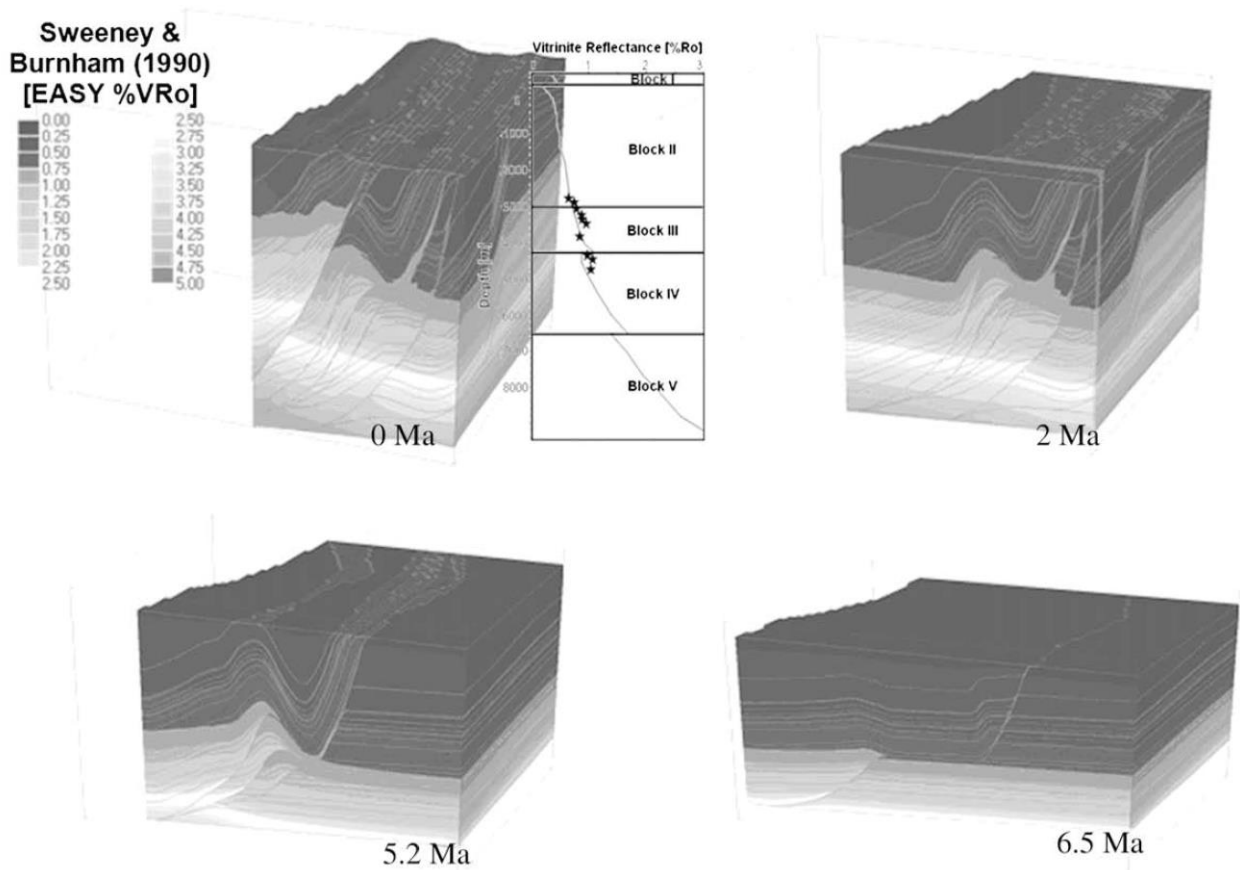 Sweeney &
Burnham (1990)
[EASY %VRo]
0.00
0.25
0.50
0.75
1.00
1.25
1.50
1.75
2.00
2.25
2.50
2.50
2.75
3.00
3.25
3.50
3.75
4.00
4.25
4.50
4.75
5.00
Vitrinite Reflectance [%Ro]
1
2
3
Block I
Block II
Block III
Block IV
Block V
8000
0 Ma
2 Ma
5.2 Ma
6.5 Ma